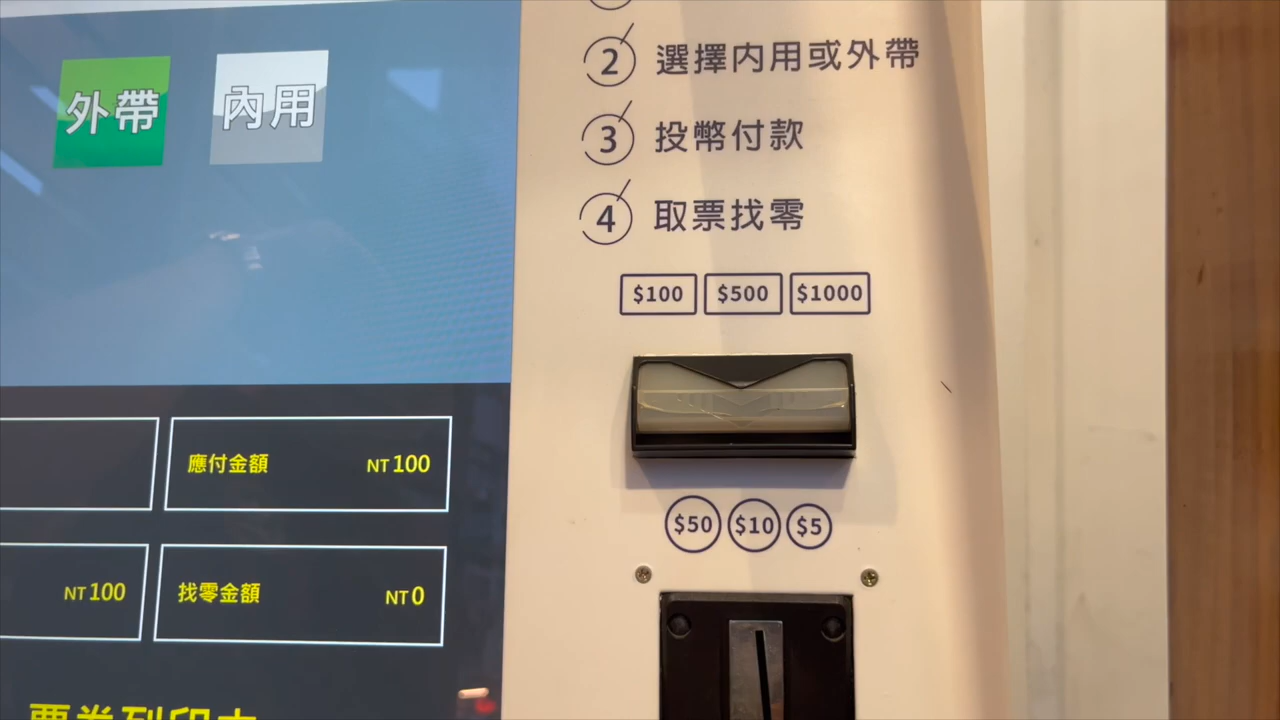 外帶
內用
2 選擇內用或外帶
3 投幣付款
4 取票找零
$100 $500 $1000
$50 $10 $5
應付金額 NT 100
NT 100
找零金額 NT 0
票券列印中